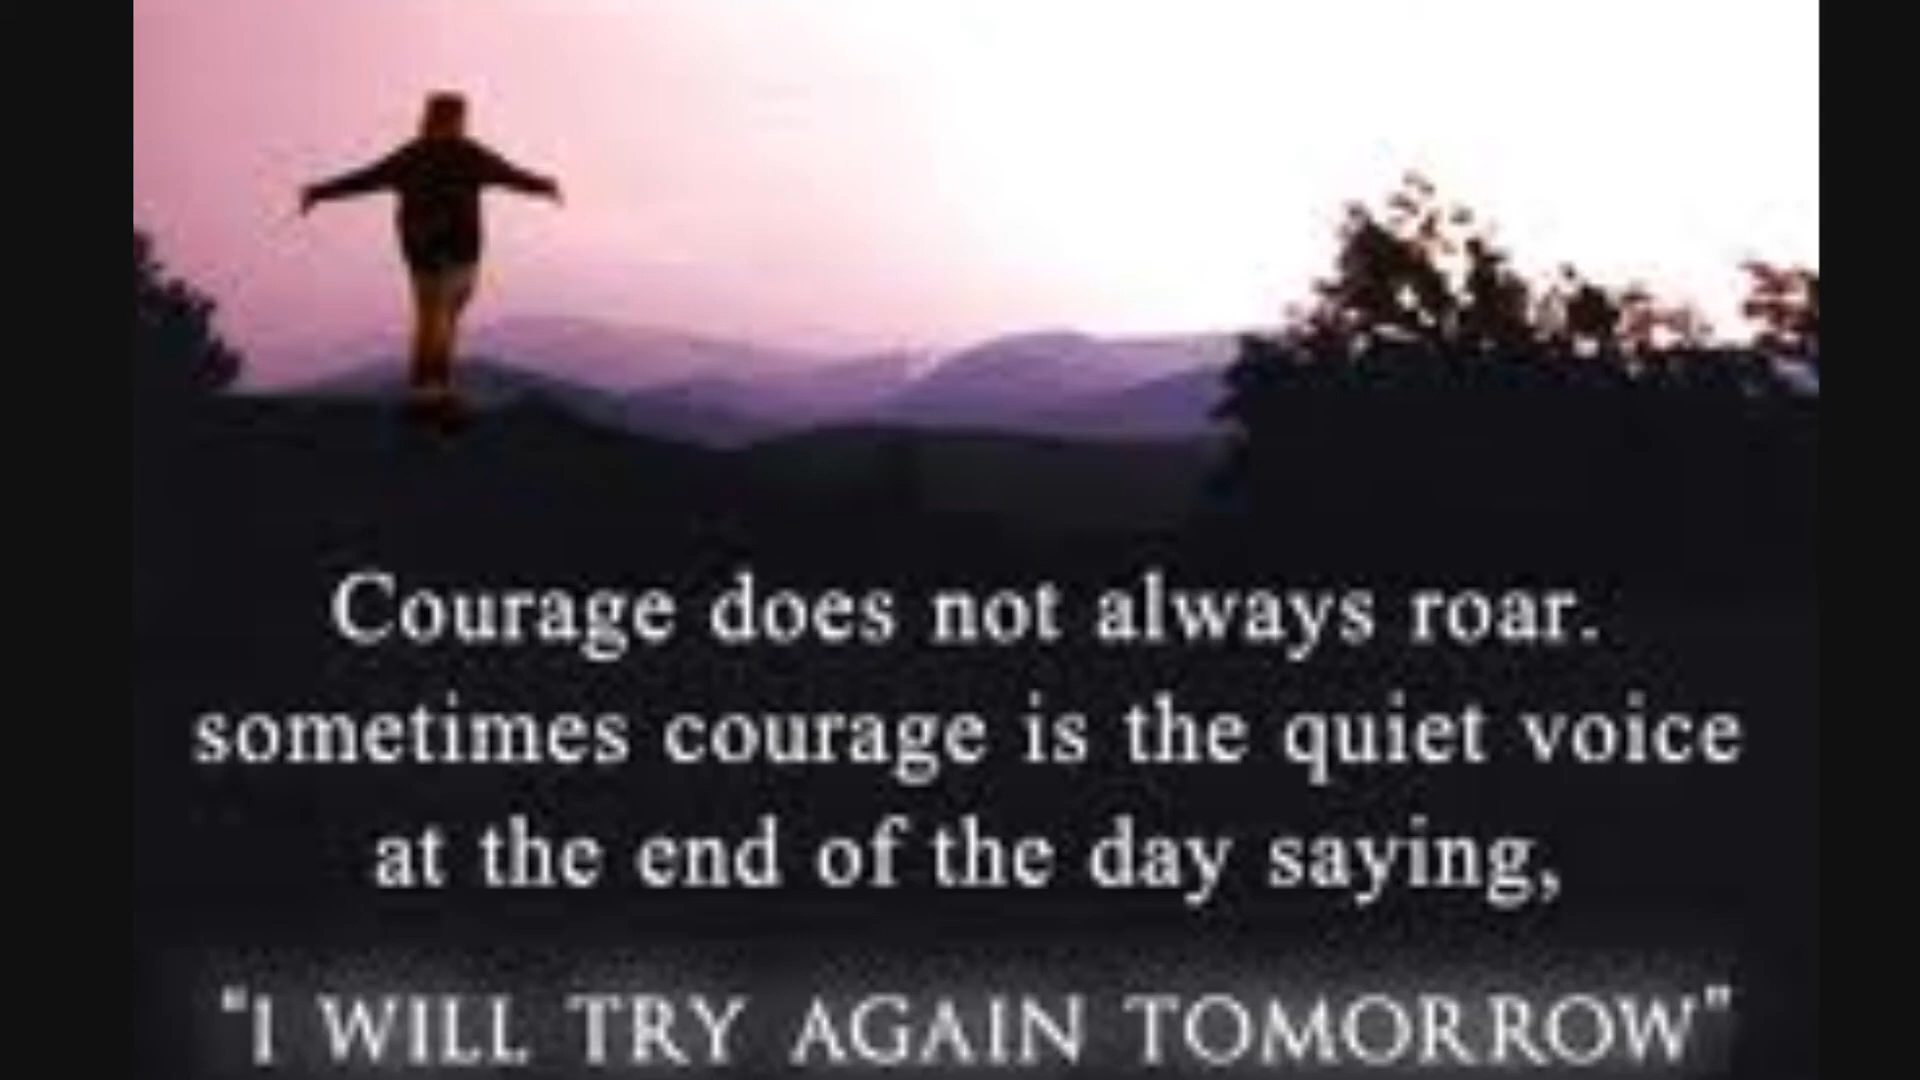 Courage does not always roar.
sometimes courage is the quiet voice
at the end of the day saying,
"I WILL TRY AGAIN TOMORROW"